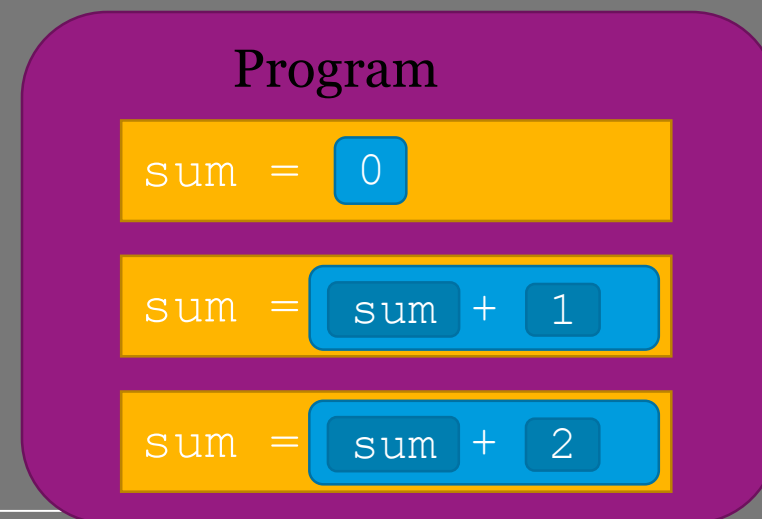 Program
sum = 0
sum = sum + 1
sum = sum + 2